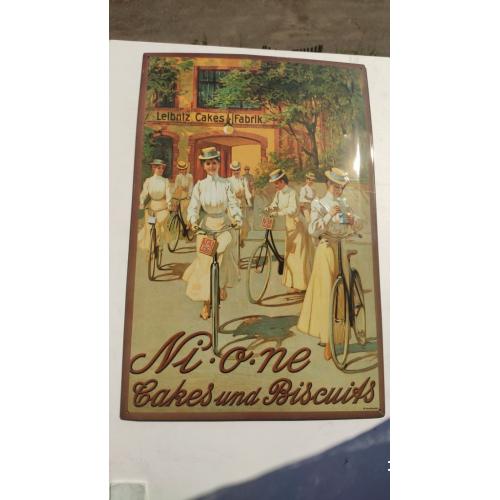 Leibniz Cakes Fabrik
Ni·o·ne
Cakes und Biscuits